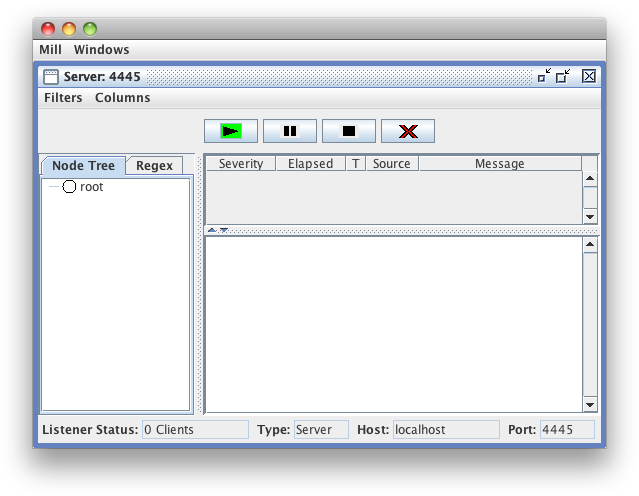 Mill Windows
Server: 4445
Filters Columns
Node Tree Regex
Severity Elapsed T Source Message
root
Listener Status: 0 Clients Type: Server Host: localhost Port: 4445